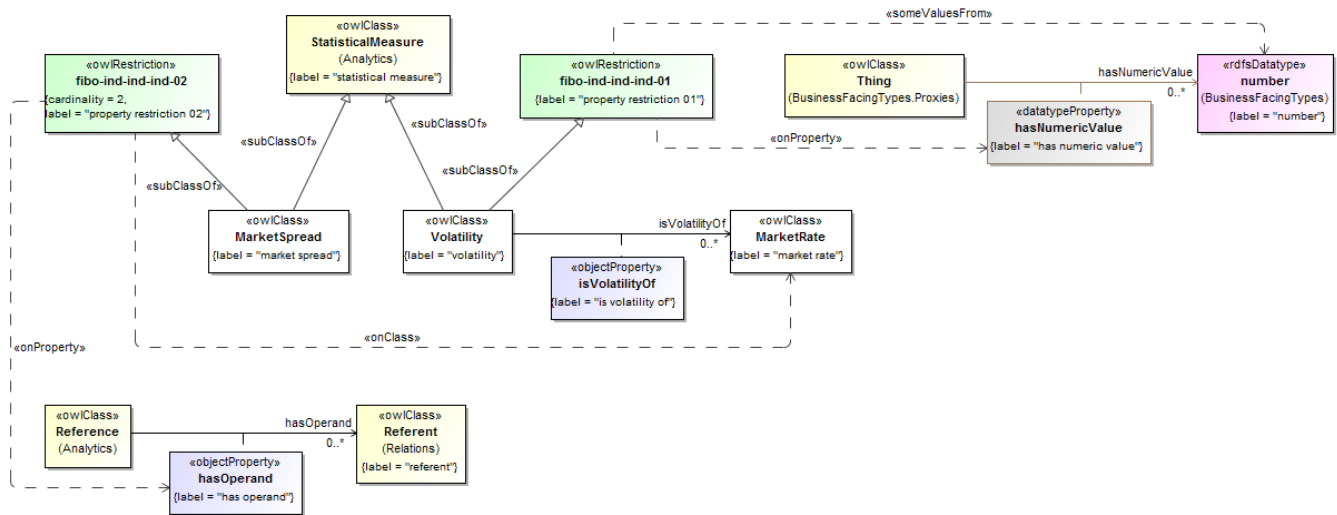 «owlClass»
StatisticalMeasure
(Analytics)
{label = "statistical measure"}
«someValuesFrom»
«owlRestriction»
fibo-ind-ind-ind-02
{cardinality = 2,
label = "property restriction 02"}
«owlRestriction»
fibo-ind-ind-ind-01
{label = "property restriction 01"}
«owlClass»
Thing
(BusinessFacingTypes.Proxies)
hasNumericValue
0..*
«rdfsDatatype»
number
(BusinessFacingTypes)
{label = "number"}
«datatypeProperty»
hasNumericValue
{label = "has numeric value"}
«onProperty»
«subClassOf»
«subClassOf»
«subClassOf»
«subClassOf»
«owlClass»
MarketSpread
{label = "market spread"}
«owlClass»
Volatility
{label = "volatility"}
isVolatilityOf
0..*
«owlClass»
MarketRate
{label = "market rate"}
«objectProperty»
isVolatilityOf
{label = "is volatility of"}
«onProperty»
«onClass»
«owlClass»
Reference
(Analytics)
hasOperand
0..*
«owlClass»
Referent
(Relations)
{label = "referent"}
«objectProperty»
hasOperand
{label = "has operand"}